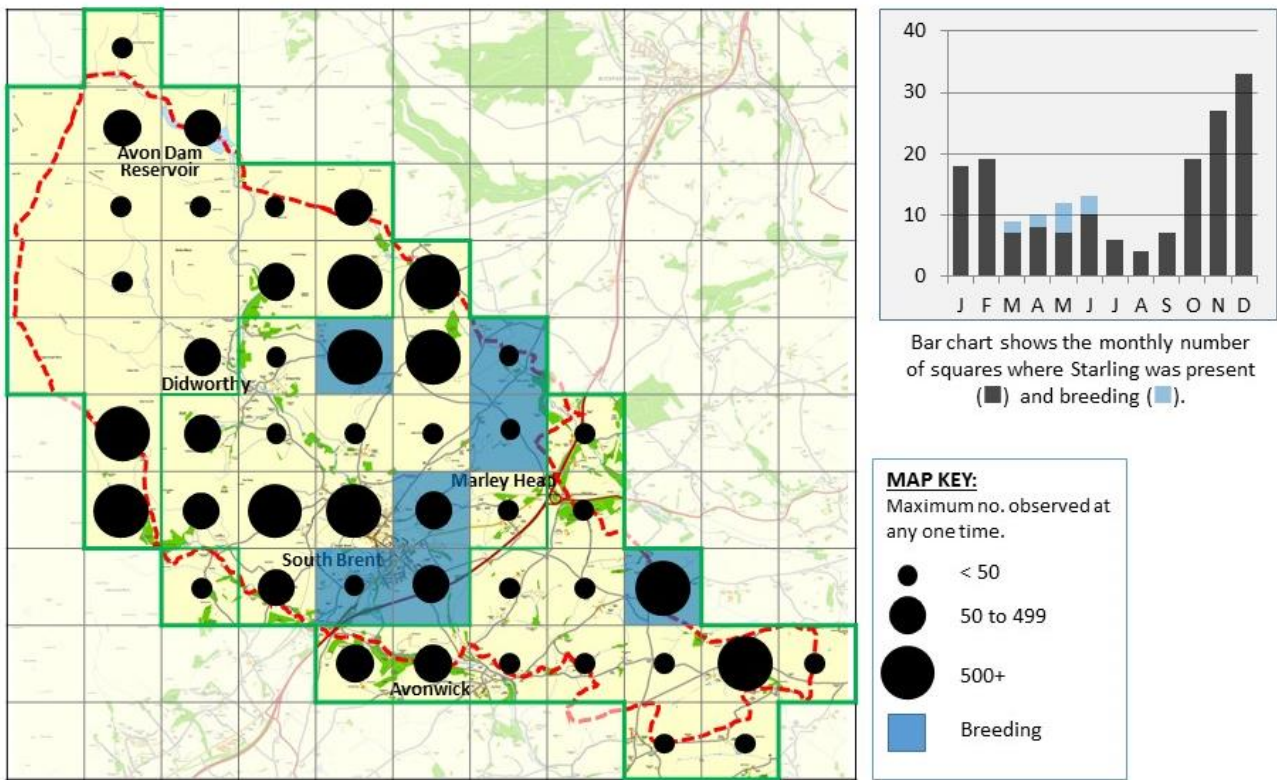 Avon Dam
Reservoir
Didworthy
Marley Head
South Brent
Avonwick
40
30
20
10
0
J F M A M J J A S O N D
Bar chart shows the monthly number
of squares where Starling was present
(■) and breeding (■).
MAP KEY:
Maximum no. observed at
any one time.
< 50
50 to 499
500+
Breeding